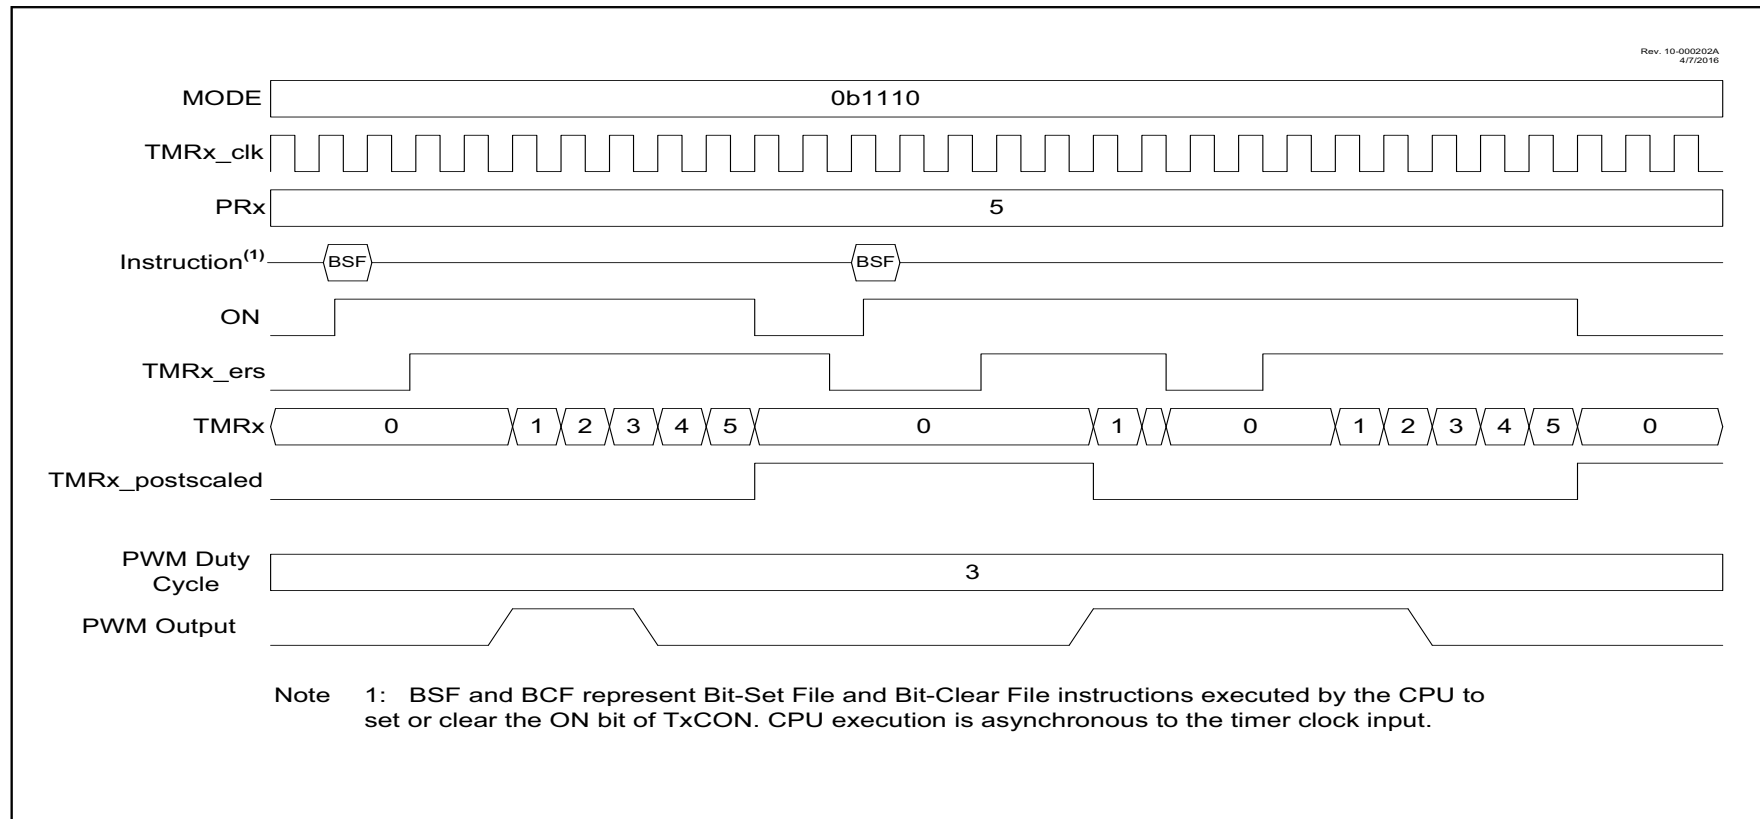 Rev. 10-000202A
4/7/2016
MODE 0b1110
TMRx_clk
PRx 5
Instruction(1) BSF BSF
ON
TMRx_ers
TMRx 0 1 2 3 4 5 0 1 0 1 2 3 4 5 0
TMRx_postscaled
PWM Duty
Cycle 3
PWM Output
Note 1: BSF and BCF represent Bit-Set File and Bit-Clear File instructions executed by the CPU to
set or clear the ON bit of TxCON. CPU execution is asynchronous to the timer clock input.